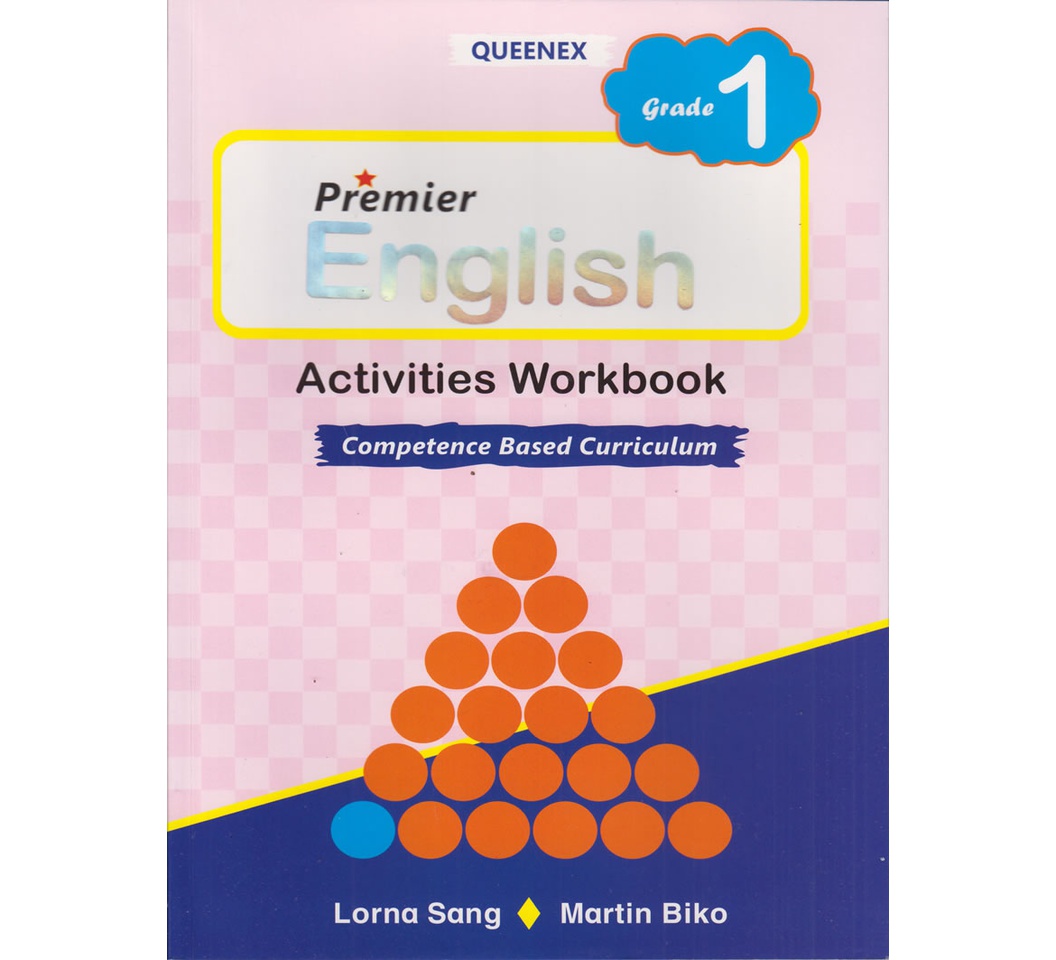 QUEENEX
Grade 1
Premier
English
Activities Workbook
Competence Based Curriculum
Lorna Sang Martin Biko